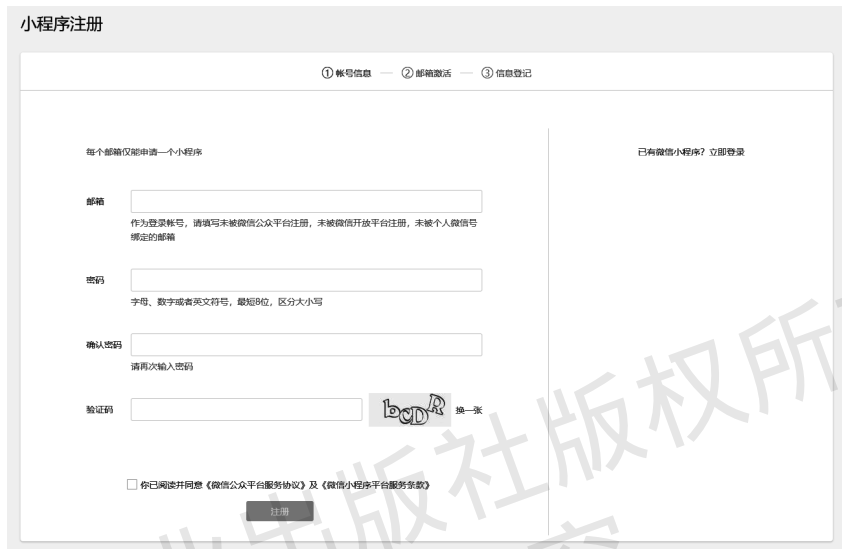 小程序注册
① 帐号信息 — ② 邮箱激活 — ③ 信息登记
每个邮箱仅能申请一个小程序
已有微信小程序？立即登录
邮箱
作为登录帐号，请填写未被微信公众平台注册，未被微信开放平台注册，未被个人微信号
绑定的邮箱
密码
字母、数字或者英文符号，最短8位，区分大小写
确认密码
请再次输入密码
验证码
bcDR
换一张
你已阅读并同意《微信公众平台服务协议》及《微信小程序平台服务条款》
注册
业出版社版权所